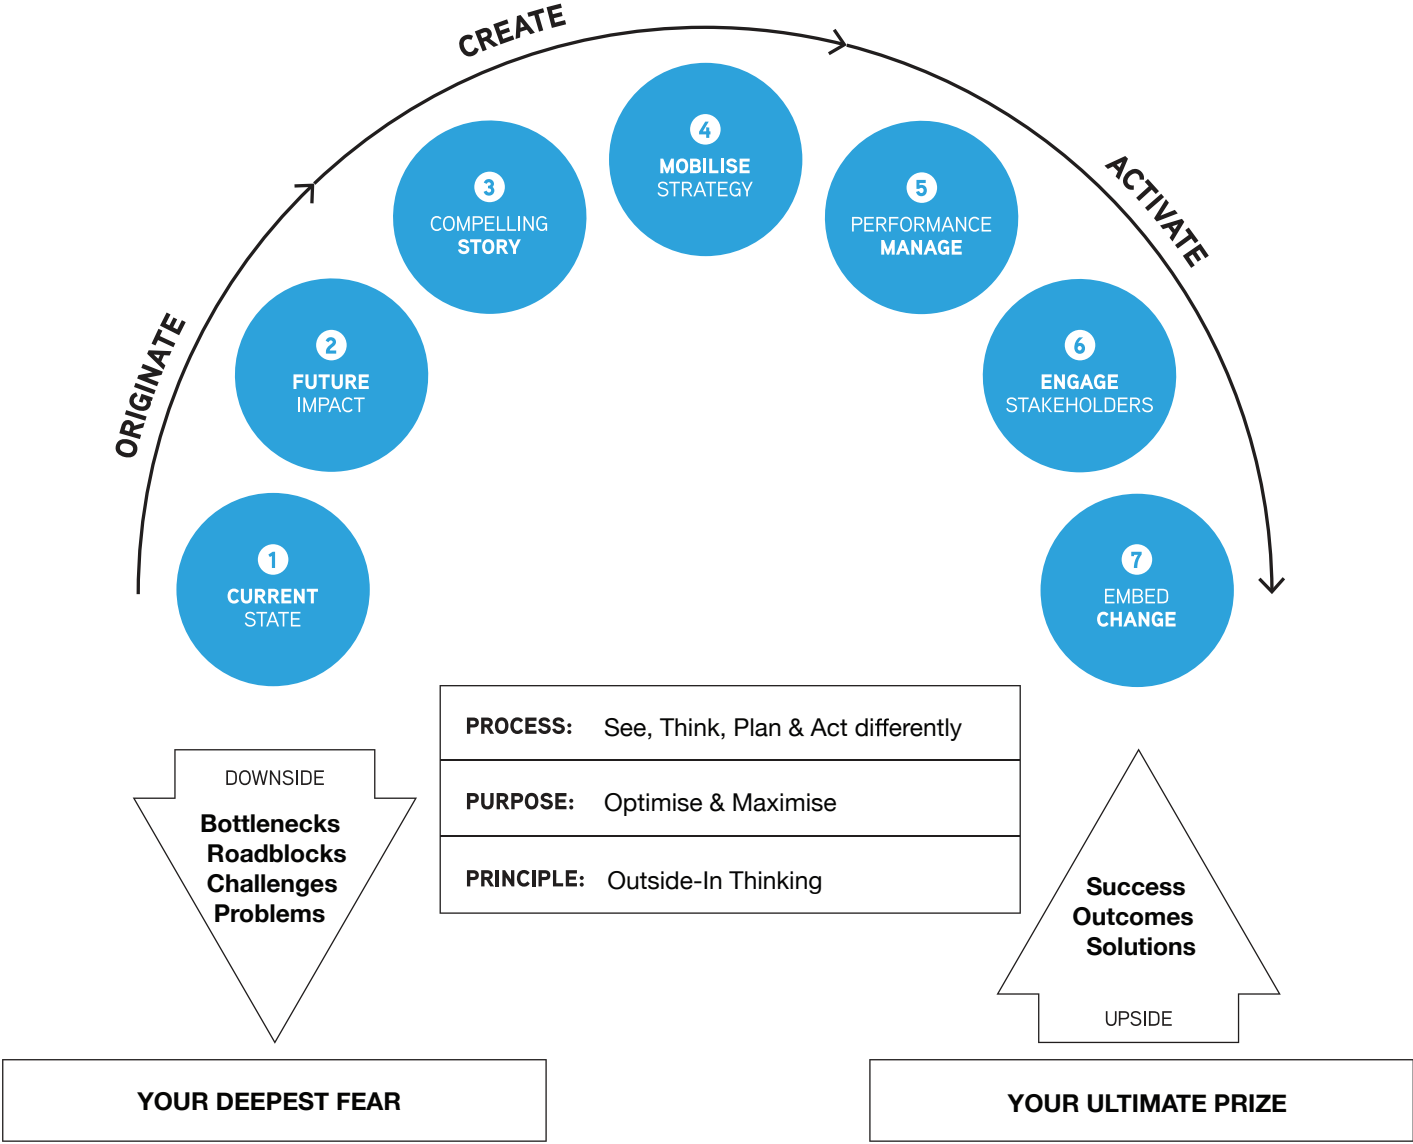 ORIGINATE
CREATE
ACTIVATE
1
CURRENT
STATE
2
FUTURE
IMPACT
3
COMPELLING
STORY
4
MOBILISE
STRATEGY
5
PERFORMANCE
MANAGE
6
ENGAGE
STAKEHOLDERS
7
EMBED
CHANGE
PROCESS: See, Think, Plan & Act differently
PURPOSE: Optimise & Maximise
PRINCIPLE: Outside-In Thinking
DOWNSIDE
Bottlenecks
Roadblocks
Challenges
Problems
YOUR DEEPEST FEAR
Success
Outcomes
Solutions
UPSIDE
YOUR ULTIMATE PRIZE